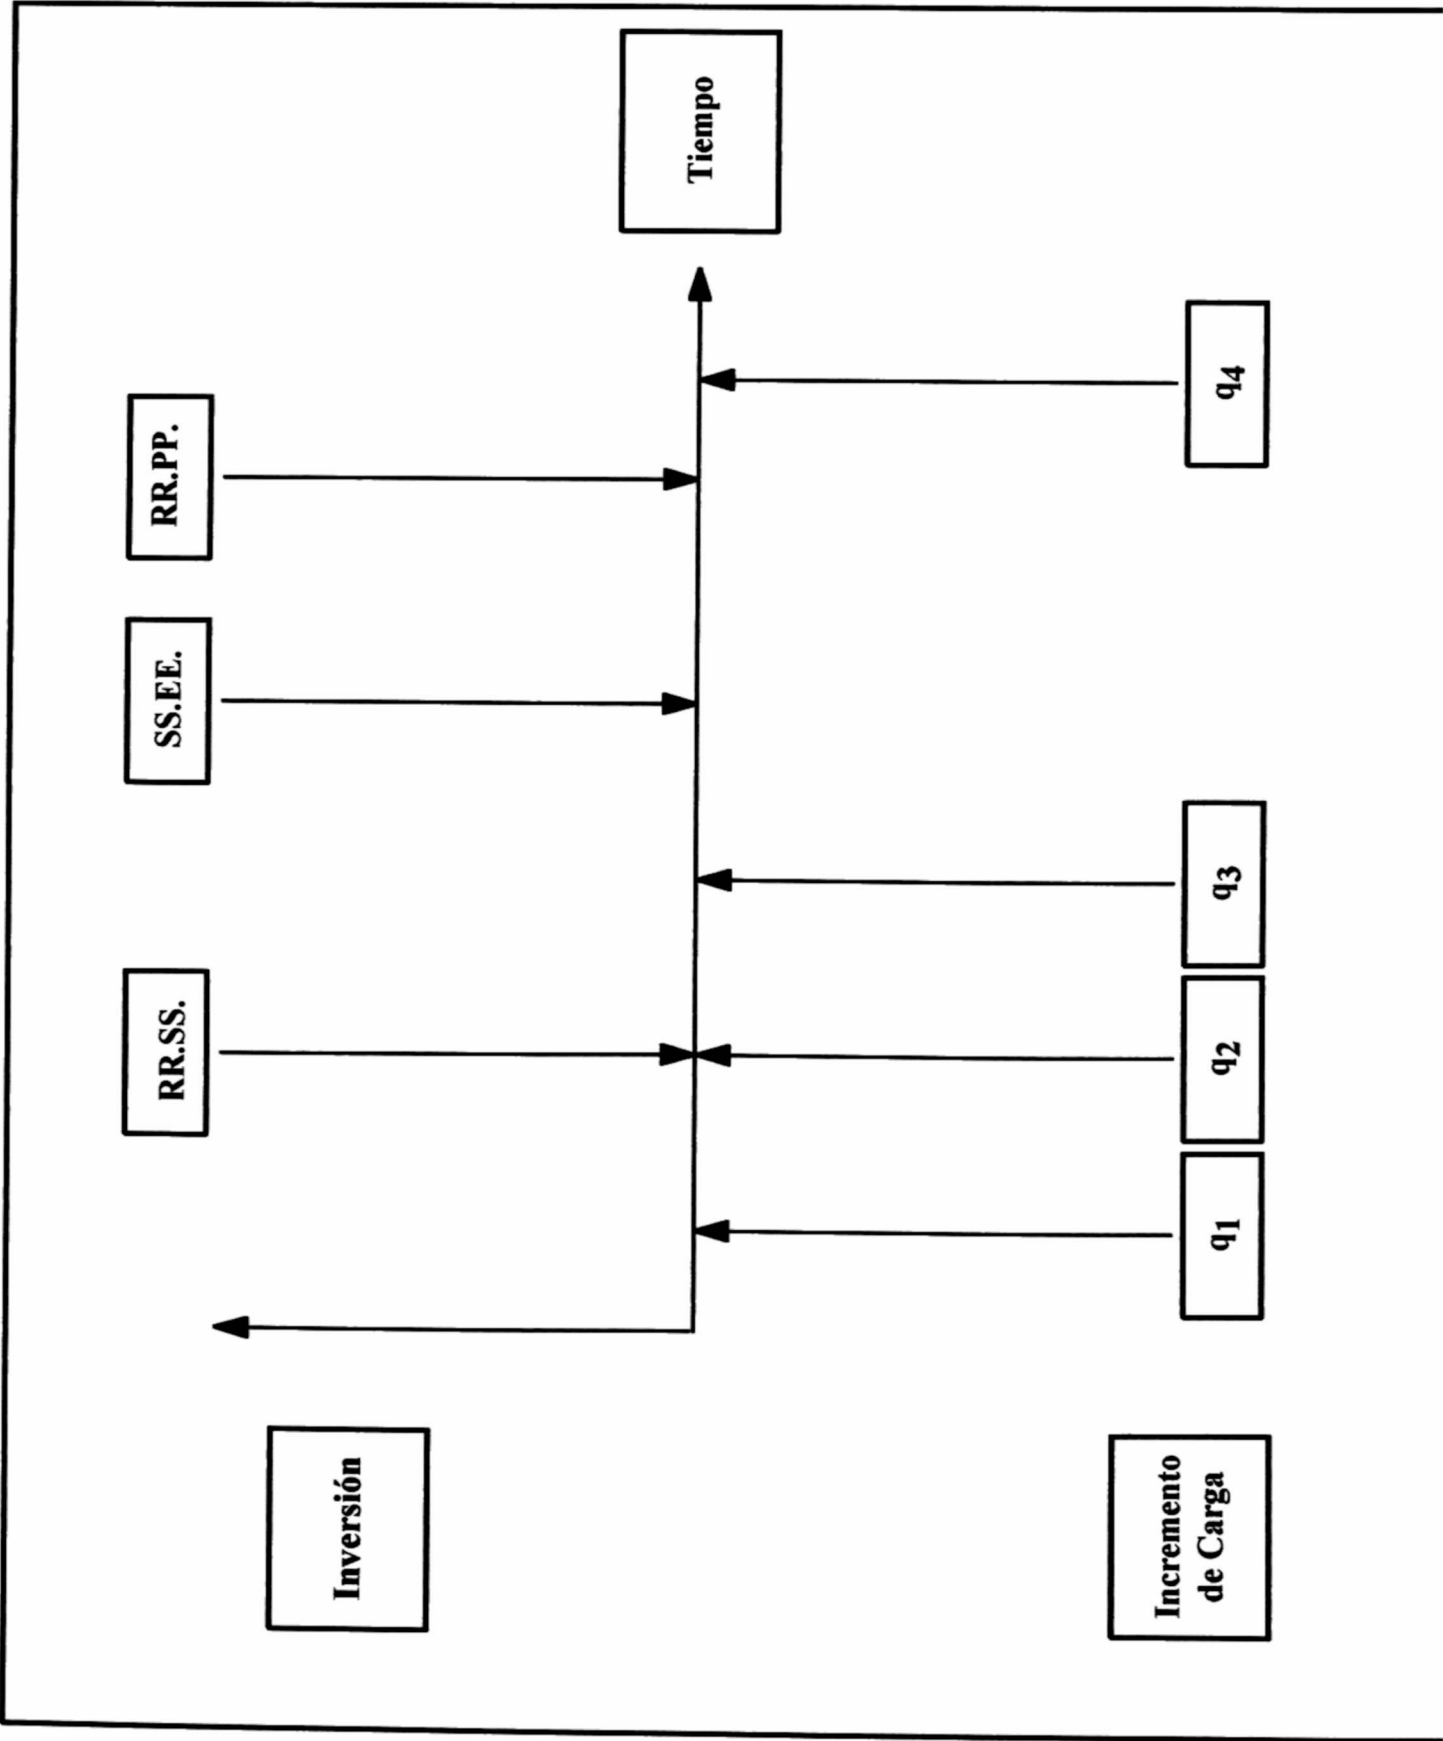 RR.SS.
SS.EE.
RR.PP.
Inversión
Tiempo
Incremento
de Carga
q1
q2
q3
q4